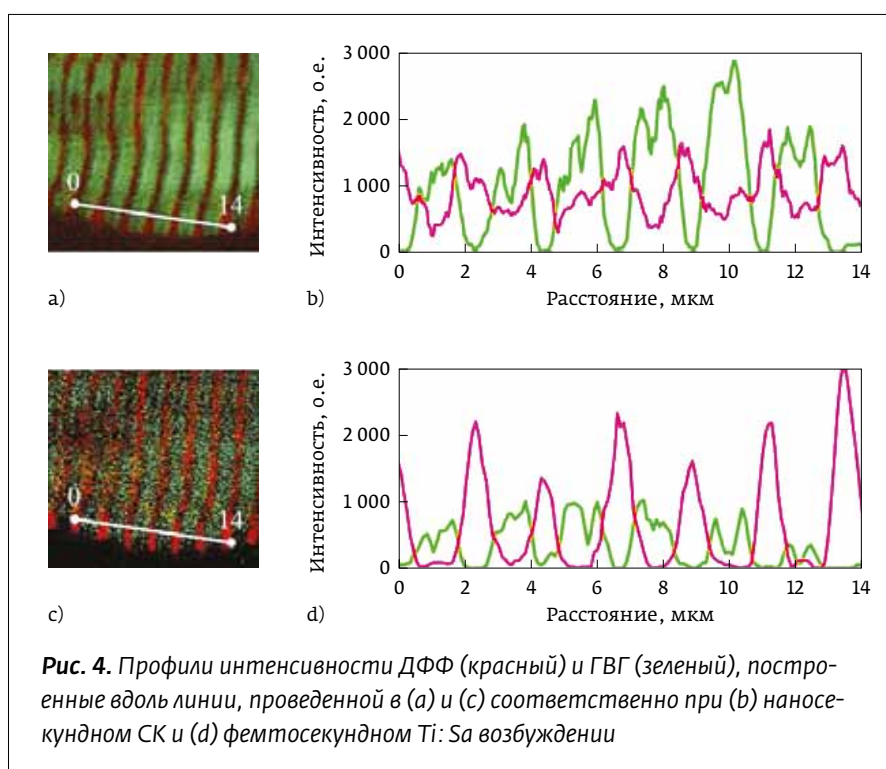 0
14
a)
3 000
2 000
1 000
0
Интенсивность, о.е.
0 2 4 6 8 10 12 14
Расстояние, мкм
b)
0
14
c)
3 000
2 000
1 000
0
Интенсивность, о.е.
0 2 4 6 8 10 12 14
Расстояние, мкм
d)
Рис. 4. Профили интенсивности ДФФ (красный) и ГВГ (зеленый), постро-
енные вдоль линии, проведенной в (a) и (c) соответственно при (b) наносе-
кундном СК и (d) фемтосекундном Ti: Sa возбуждении